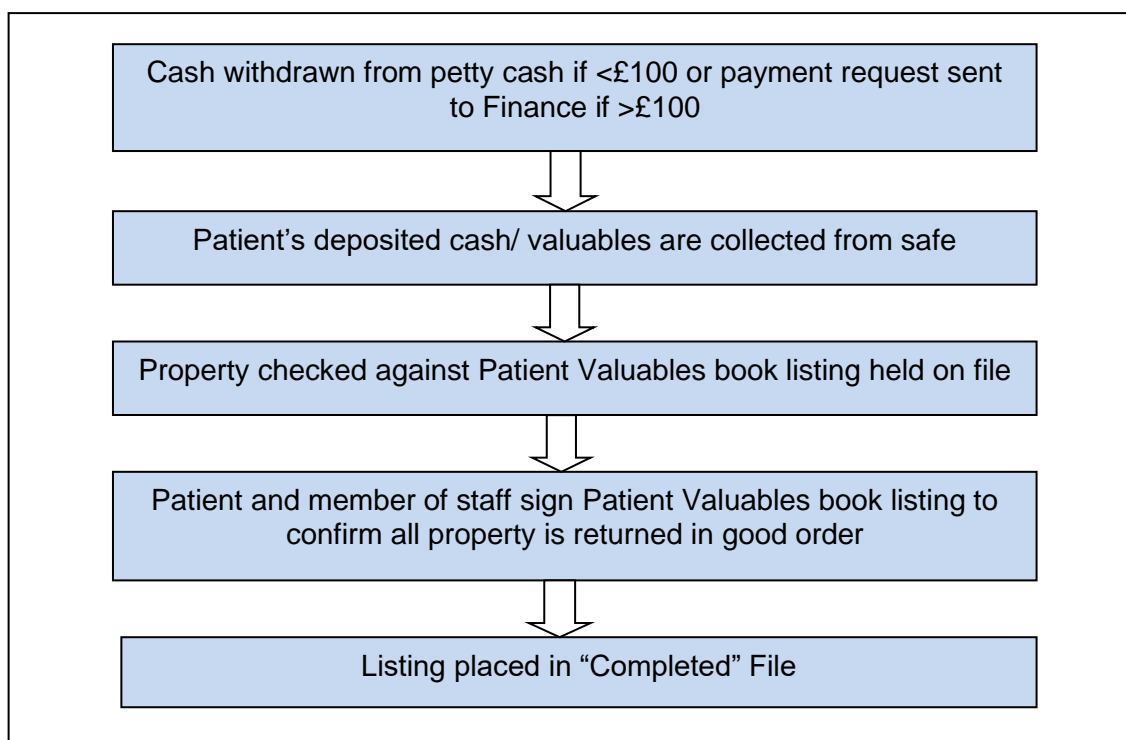 Cash withdrawn from petty cash if <£100 or payment request sent
to Finance if >£100
Patient’s deposited cash/ valuables are collected from safe
Property checked against Patient Valuables book listing held on file
Patient and member of staff sign Patient Valuables book listing to
confirm all property is returned in good order
Listing placed in “Completed” File